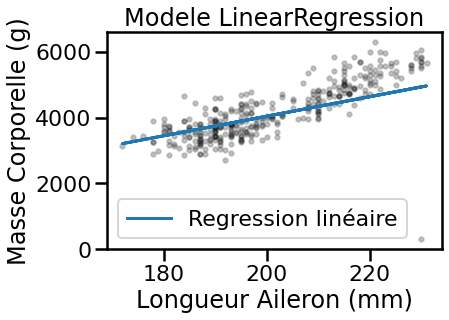 Modele LinearRegression
Masse Corporelle (g)
6000
4000
2000
0
Regression linéaire
180
200
220
Longueur Aileron (mm)